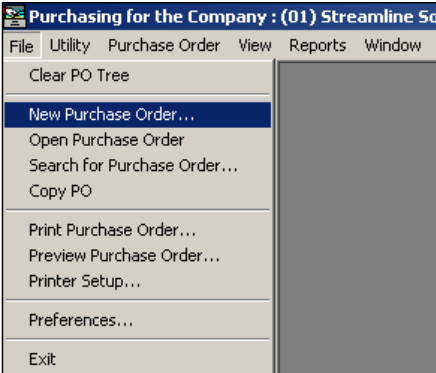 Purchasing for the Company : (01) Streamline So
File Utility Purchase Order View Reports Window
Clear PO Tree
New Purchase Order...
Open Purchase Order
Search for Purchase Order...
Copy PO
Print Purchase Order...
Preview Purchase Order...
Printer Setup...
Preferences...
Exit